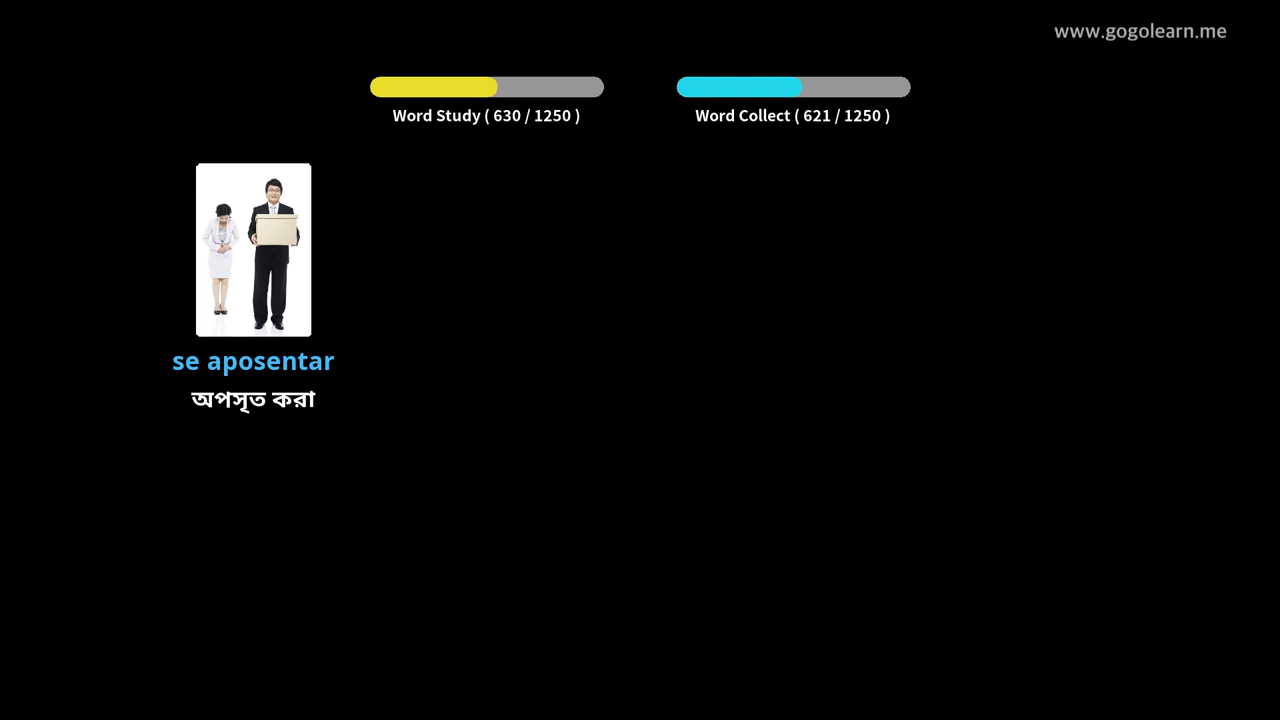 www.gogolearn.me
Word Study ( 630 / 1250 )
Word Collect ( 621 / 1250 )
se aposentar
অপসৃত করা